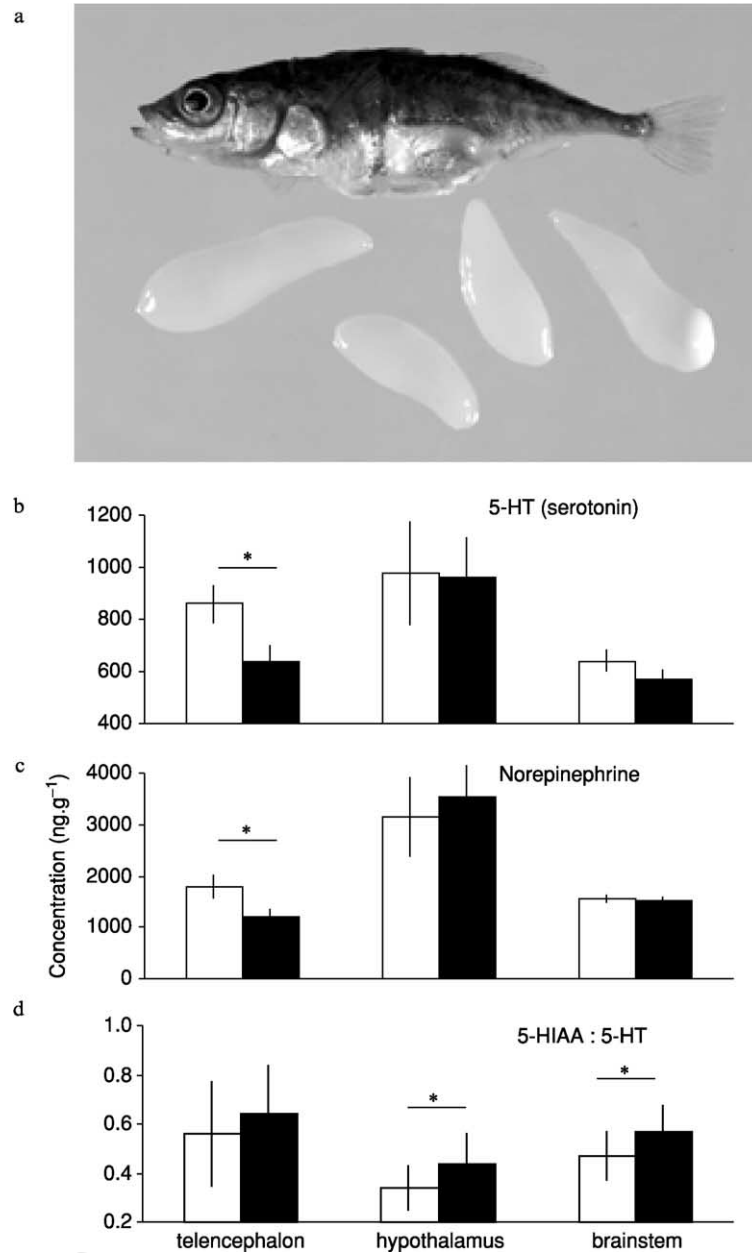 a
b
5-HT (serotonin)
1200
*
1000
800
600
400
c
Concentration (ng.g⁻¹)
Norepinephrine
4000
*
3000
2000
1000
0
d
5-HIAA : 5-HT
1.0
0.8
*
*
0.6
0.4
0.2
telencephalon hypothalamus brainstem